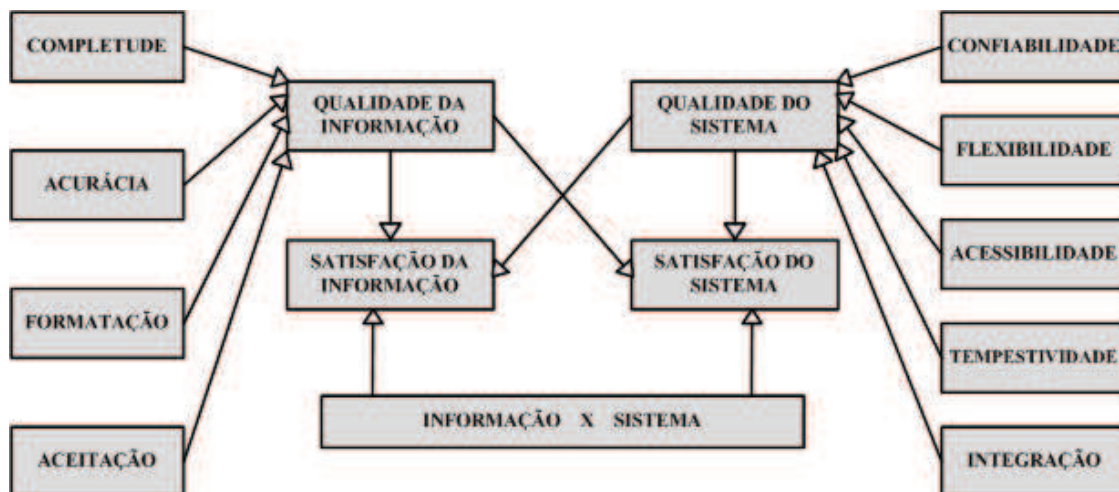 COMPLETUDE
CONFIABILIDADE
QUALIDADE DA
INFORMAÇÃO
QUALIDADE DO
SISTEMA
FLEXIBILIDADE
ACURÁCIA
SATISFAÇÃO DA
INFORMAÇÃO
SATISFAÇÃO DO
SISTEMA
ACESSIBILIDADE
FORMATAÇÃO
TEMPESTIVIDADE
INFORMAÇÃO X SISTEMA
ACEITAÇÃO
INTEGRAÇÃO